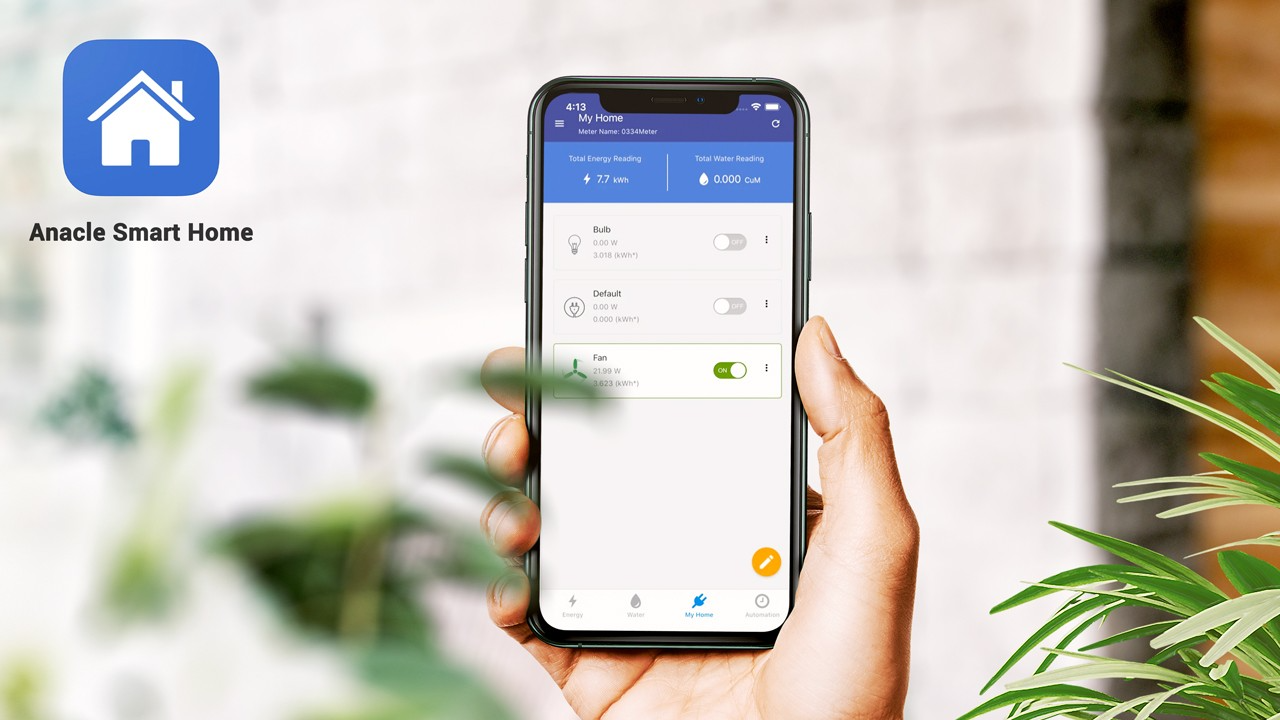 Anacle Smart Home
4:13
My Home
Meter Name: 0334Meter
Total Energy Reading
7.7 kWh
Total Water Reading
0.000 CuM
Bulb
0.00 W
3.018 (kWh*)
OFF
Default
0.00 W
0.000 (kWh*)
OFF
Fan
21.99 W
3.623 (kWh*)
ON
Energy
Water
My Home
Automation